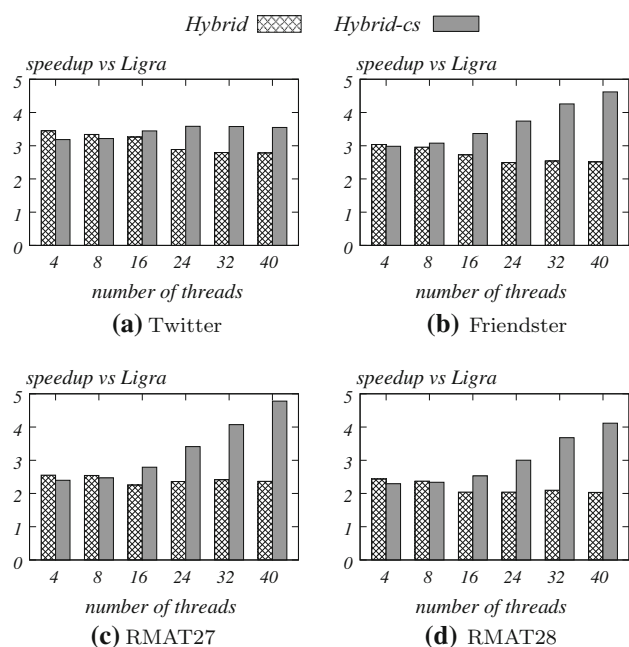 Hybrid Hybrid-cs
speedup vs Ligra speedup vs Ligra
5 5
4 4
3 3
2 2
1 1
0 0
4 8 16 24 32 40 4 8 16 24 32 40
number of threads number of threads
(a) Twitter (b) Friendster
speedup vs Ligra speedup vs Ligra
5 5
4 4
3 3
2 2
1 1
0 0
4 8 16 24 32 40 4 8 16 24 32 40
number of threads number of threads
(c) RMAT27 (d) RMAT28